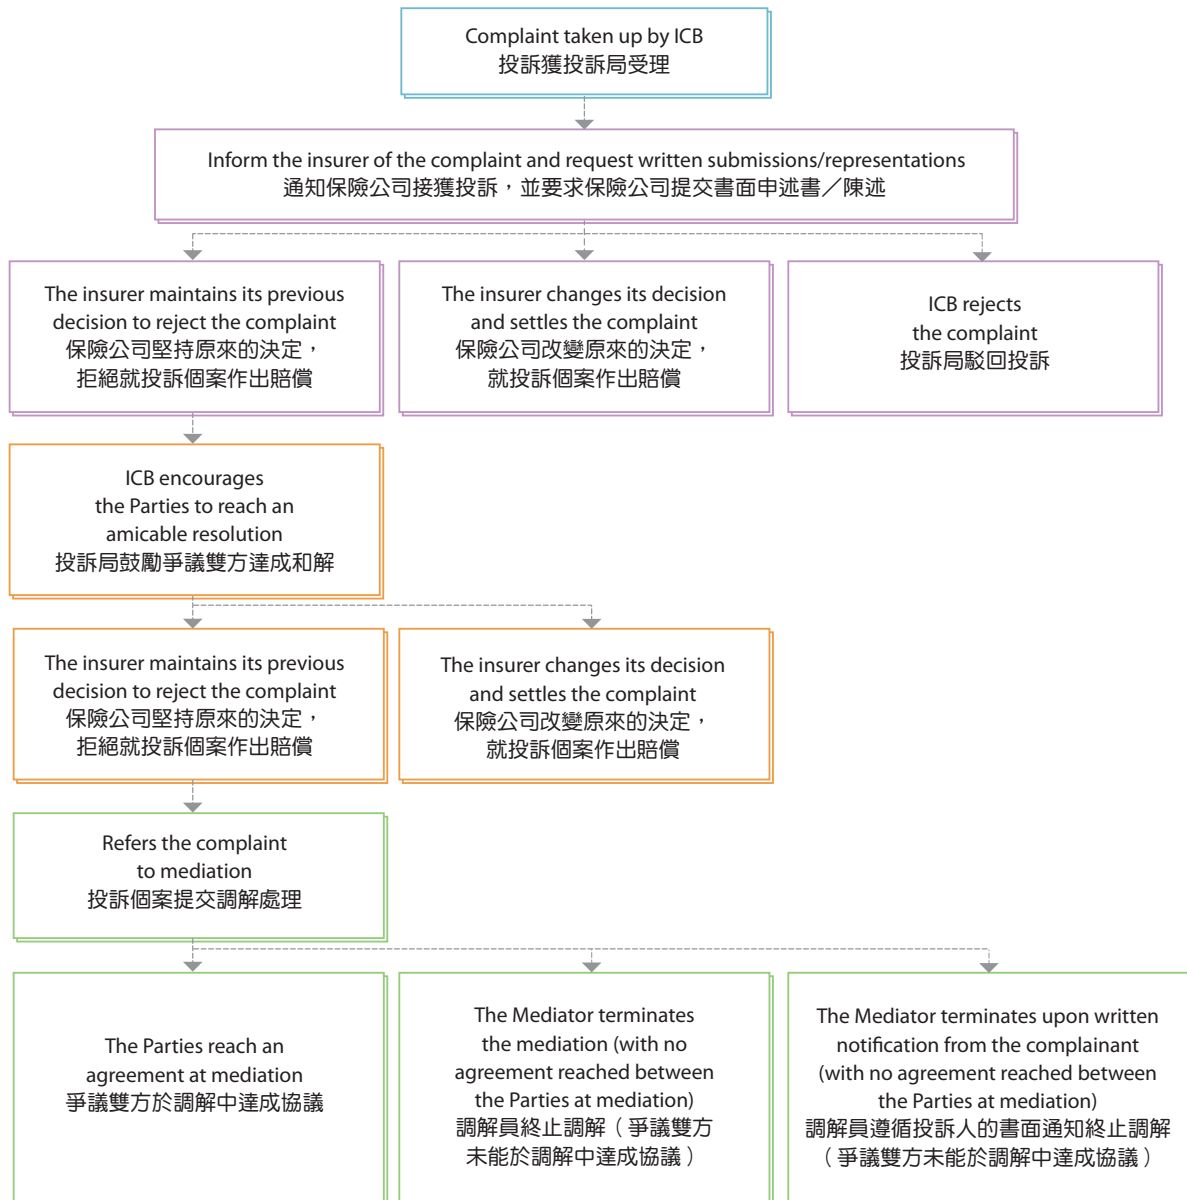 Complaint taken up by ICB
投訴獲投訴局受理
Inform the insurer of the complaint and request written submissions/representations
通知保險公司接獲投訴，並要求保險公司提交書面申述書／陳述
The insurer maintains its previous
decision to reject the complaint
保險公司堅持原來的決定，
拒絕就投訴個案作出賠償
The insurer changes its decision
and settles the complaint
保險公司改變原來的決定，
就投訴個案作出賠償
ICB rejects
the complaint
投訴局駁回投訴
ICB encourages
the Parties to reach an
amicable resolution
投訴局鼓勵爭議雙方達成和解
The insurer maintains its previous
decision to reject the complaint
保險公司堅持原來的決定，
拒絕就投訴個案作出賠償
The insurer changes its decision
and settles the complaint
保險公司改變原來的決定，
就投訴個案作出賠償
Refers the complaint
to mediation
投訴個案提交調解處理
The Parties reach an
agreement at mediation
爭議雙方於調解中達成協議
The Mediator terminates
the mediation (with no
agreement reached between
the Parties at mediation)
調解員終止調解（爭議雙方
未能於調解中達成協議）
The Mediator terminates upon written
notification from the complainant
(with no agreement reached between
the Parties at mediation)
調解員遵循投訴人的書面通知終止調解
（爭議雙方未能於調解中達成協議）